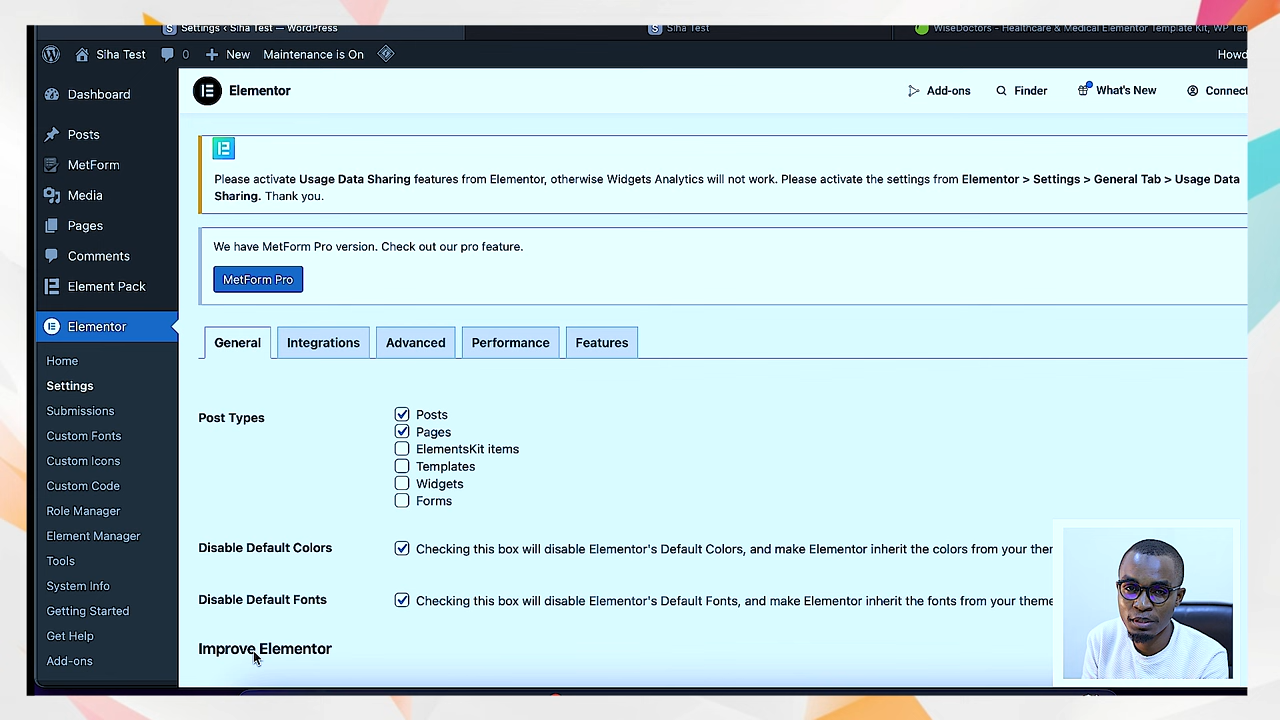 Settings < Siha Test — WordPress
Siha Test
WiseDoctors - Healthcare & Medical Elementor Template Kit, WP
Siha Test
0
New
Maintenance is On
Dashboard
Posts
MetForm
Media
Pages
Comments
Element Pack
Elementor
Home
Settings
Submissions
Custom Fonts
Custom Icons
Custom Code
Role Manager
Element Manager
Tools
System Info
Getting Started
Get Help
Add-ons
Elementor
Add-ons
Finder
What's New
Connect
Please activate Usage Data Sharing features from Elementor, otherwise Widgets Analytics will not work. Please activate the settings from Elementor > Settings > General Tab > Usage Data
Sharing. Thank you.
We have MetForm Pro version. Check out our pro feature.
MetForm Pro
General
Integrations
Advanced
Performance
Features
Post Types
Posts
Pages
ElementsKit items
Templates
Widgets
Forms
Disable Default Colors
Checking this box will disable Elementor's Default Colors, and make Elementor inherit the colors from your
Disable Default Fonts
Checking this box will disable Elementor's Default Fonts, and make Elementor inherit the fonts from your theme
Improve Elementor